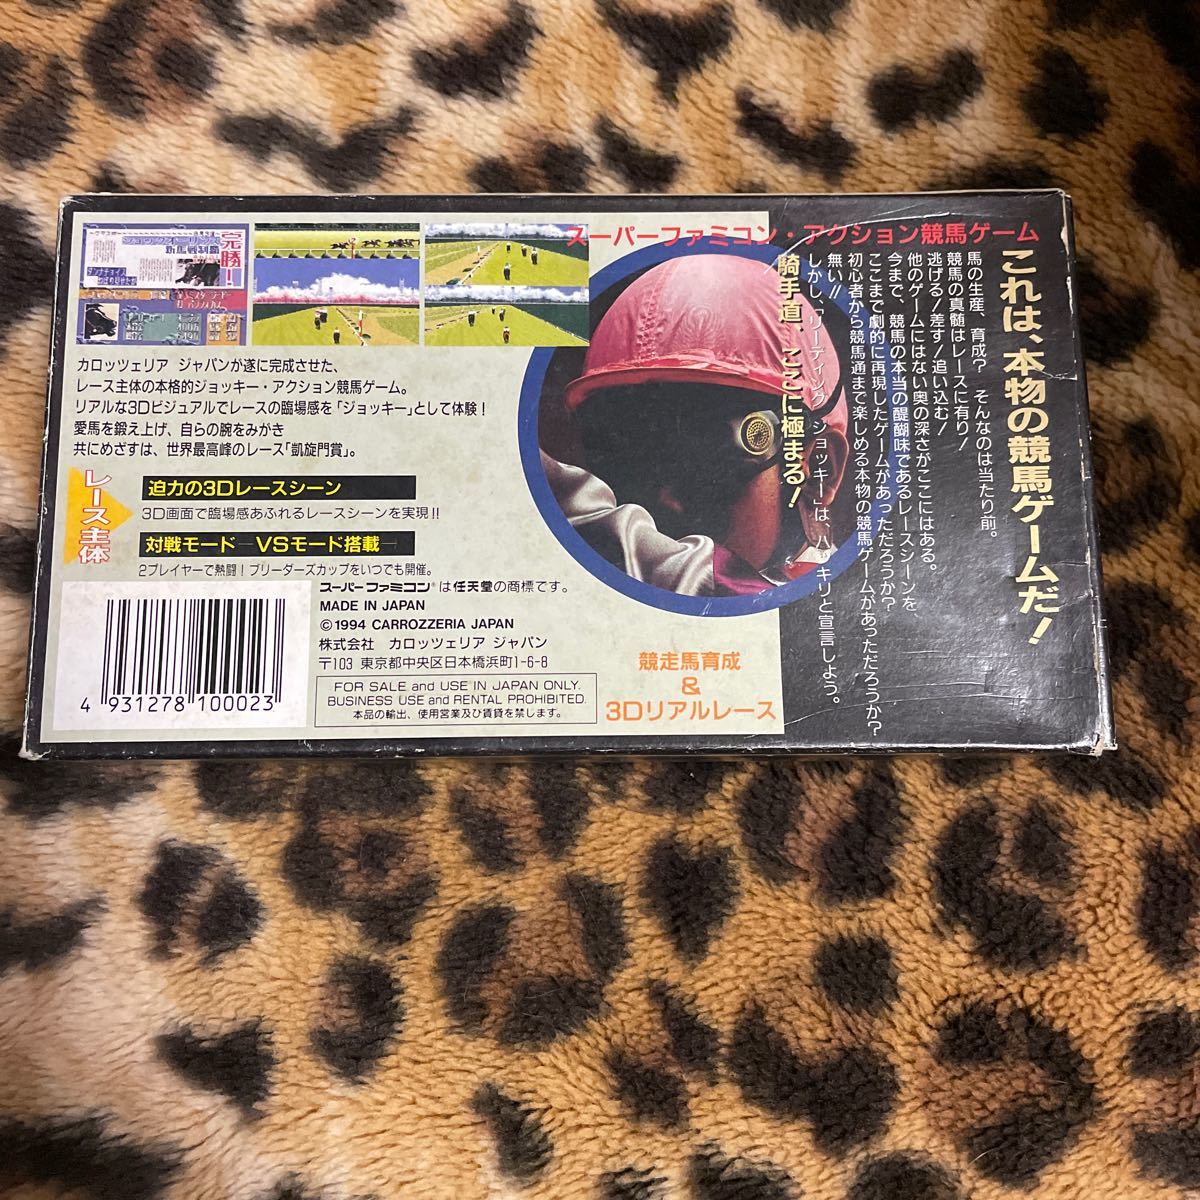 スーパーファミコン・アクション競馬ゲーム
これは、本物の競馬ゲームだ!
馬の生産、育成? そんなのは当たり前。
競馬の真髄はレースに有り!
逃げる!差す!追い込む!
他のゲームにはない奥の深さがここにはある。
今まで、競馬の本当の醍醐味であるレースシーンを
ここまで劇的に再現したゲームがあっただろうか?
初心者から競馬通まで楽しめる本物の競馬ゲームがあっただろうか?
無い!!
しかし、「リーディング ジョッキー」は、ハッキリと宣言しよう。
騎手道、ここに極まる!
完勝!
カロッツェリア ジャパンが遂に完成させた、
レース主体の本格的ジョッキー・アクション競馬ゲーム。
リアルな3Dビジュアルでレースの臨場感を「ジョッキー」として体験!
愛馬を鍛え上げ、自らの腕をみがき
共にめざすは、世界最高峰のレース「凱旋門賞」。
レース主体
迫力の3Dレースシーン
3D画面で臨場感あふれるレースシーンを実現!!
対戦モード―VSモード搭載―
2プレイヤーで熱闘!ブリーダーズカップをいつでも開催。
スーパーファミコン®は任天堂の商標です。
MADE IN JAPAN
©1994 CARROZZERIA JAPAN
株式会社 カロッツェリア ジャパン
〒103 東京都中央区日本橋浜町1-6-8
FOR SALE and USE IN JAPAN ONLY.
BUSINESS USE and RENTAL PROHIBITED.
本品の輸出、使用営業及び賃貸を禁じます。
4 931278 100023
競走馬育成
&
3Dリアルレース